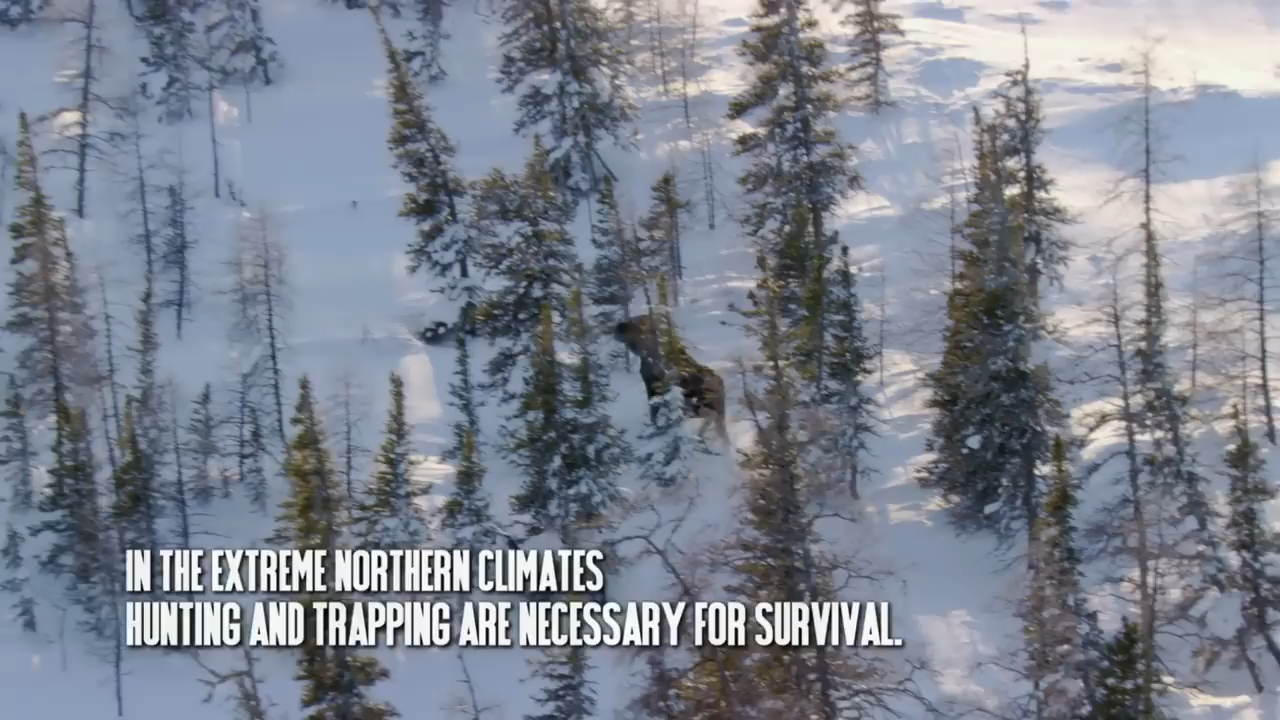 IN THE EXTREME NORTHERN CLIMATES
HUNTING AND TRAPPING ARE NECESSARY FOR SURVIVAL.